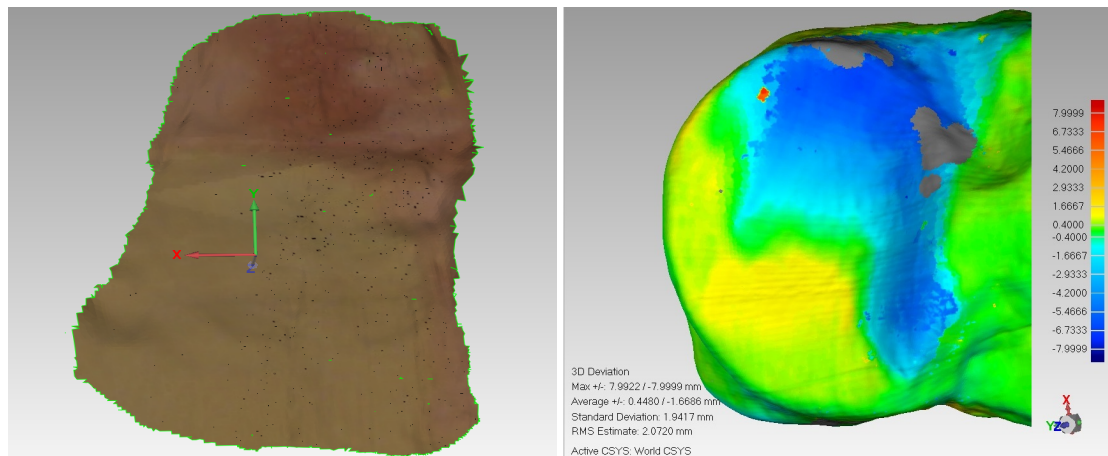 Y
X
Z
7.9999
6.7333
5.4666
4.2000
2.9333
1.6667
0.4000
-0.4000
-1.6667
-2.9333
-4.2000
-5.4666
-6.7333
-7.9999
3D Deviation
Max +/-: 7.9922 / -7.9999 mm
Average +/-: 0.4480 / -1.6686 mm
Standard Deviation: 1.9417 mm
RMS Estimate: 2.0720 mm
Active CSYS: World CSYS
X
YZ